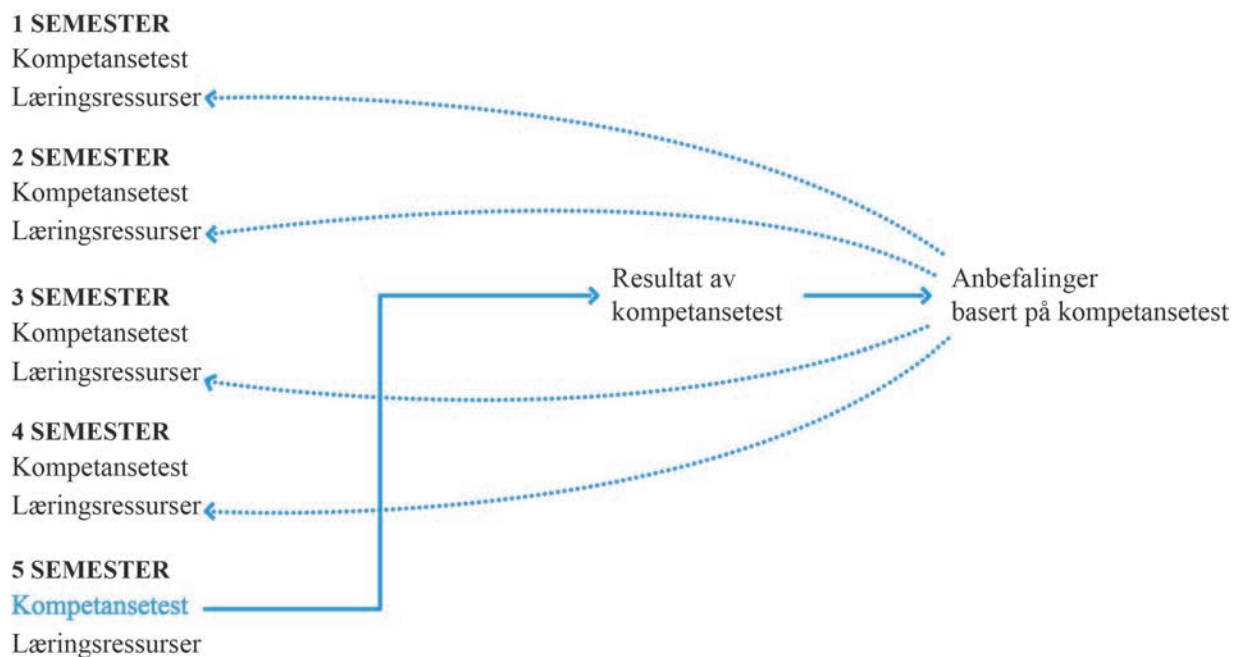 1 SEMESTER
Kompetansetest
Læringsressurser
2 SEMESTER
Kompetansetest
Læringsressurser
3 SEMESTER
Kompetansetest
Læringsressurser
4 SEMESTER
Kompetansetest
Læringsressurser
5 SEMESTER
Kompetansetest
Læringsressurser
Resultat av
kompetansetest
Anbefalinger
basert på kompetansetest